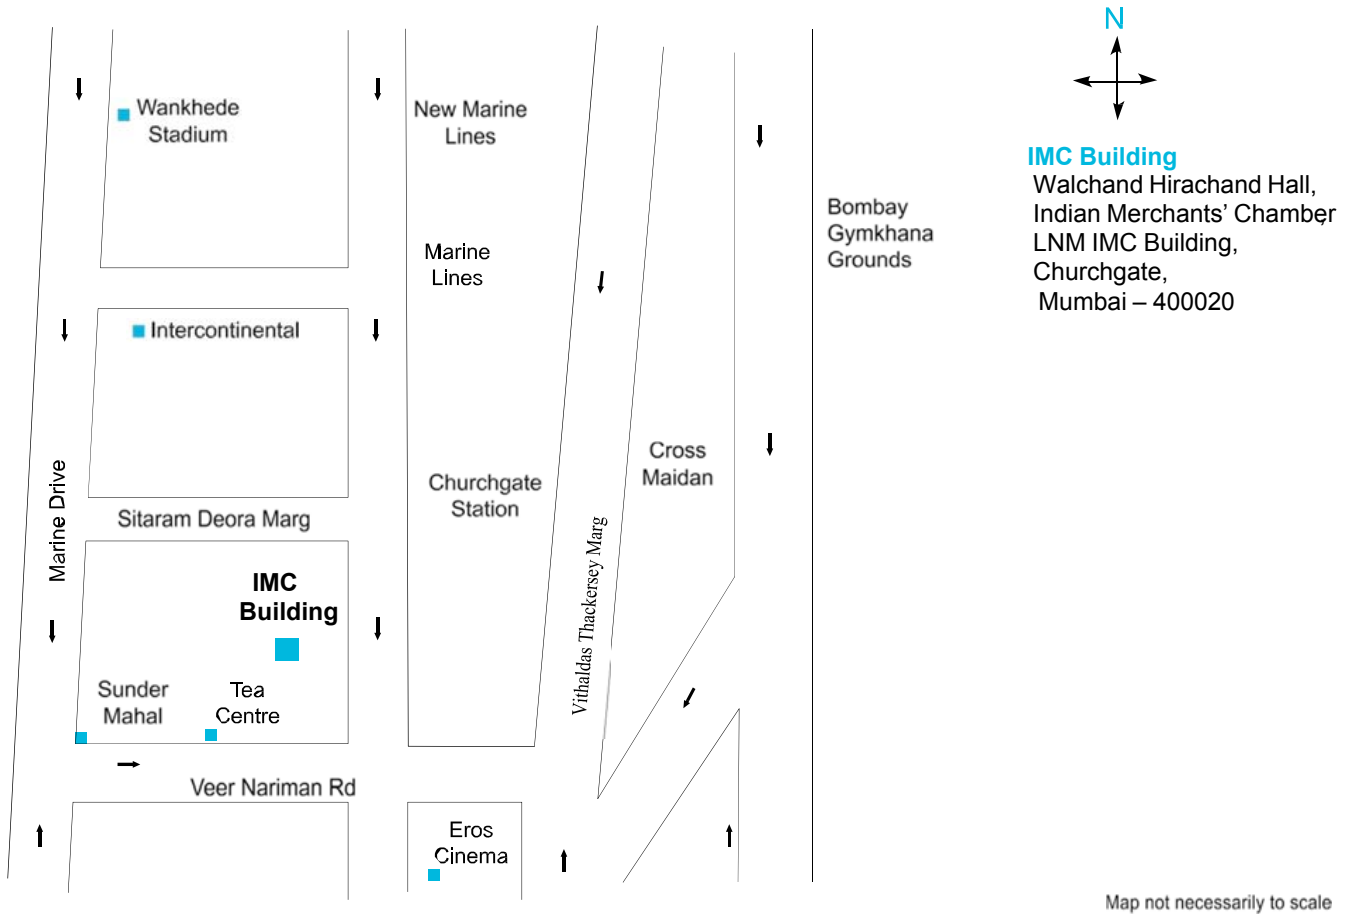 N
Wankhede
Stadium
New Marine
Lines
IMC Building
Walchand Hirachand Hall,
Indian Merchants’ Chamber,
LNM IMC Building,
Churchgate,
Mumbai – 400020
Bombay
Gymkhana
Grounds
Marine
Lines
Intercontinental
Cross
Maidan
Churchgate
Station
Marine Drive
Sitaram Deora Marg
Vithaldas Thackersey Marg
IMC
Building
Sunder
Mahal
Tea
Centre
Veer Nariman Rd
Eros
Cinema
Map not necessarily to scale